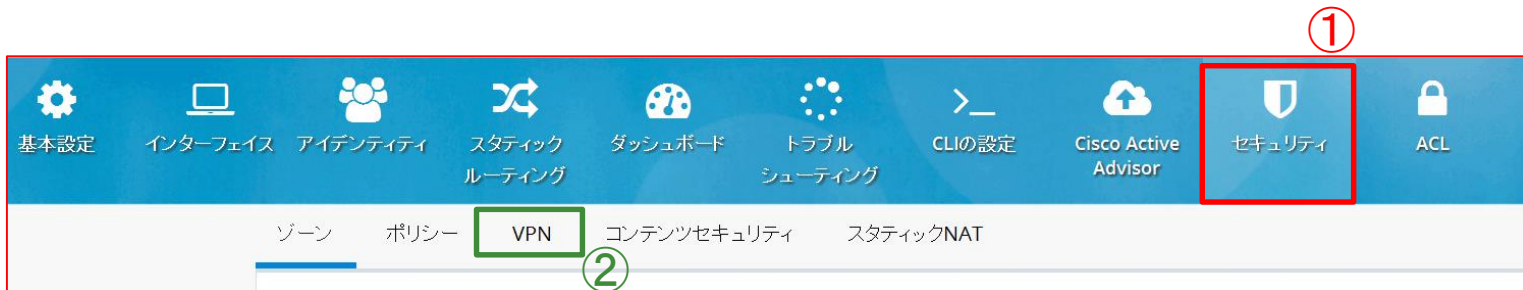 ①
基本設定
インターフェイス
アイデンティティ
スタティック
ルーティング
ダッシュボード
トラブル
シューティング
>_
CLIの設定
Cisco Active
Advisor
セキュリティ
ACL
ゾーン
ポリシー
VPN
コンテンツセキュリティ
スタティックNAT
②